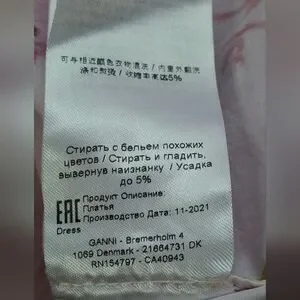 可与相近颜色衣物清洗 / 内里外翻洗
涤和熨烫 / 收缩率高达5%
Стирать с бельем похожих
цветов / Стирать и гладить,
вывернув наизнанку / Усадка
до 5%
EAC
Продукт Описание:
Платья
Производство Дата: 11-2021
Dress
GANNI - Bremerholm 4
1069 Denmark - 21664731 DK
RN154797 - CA40943